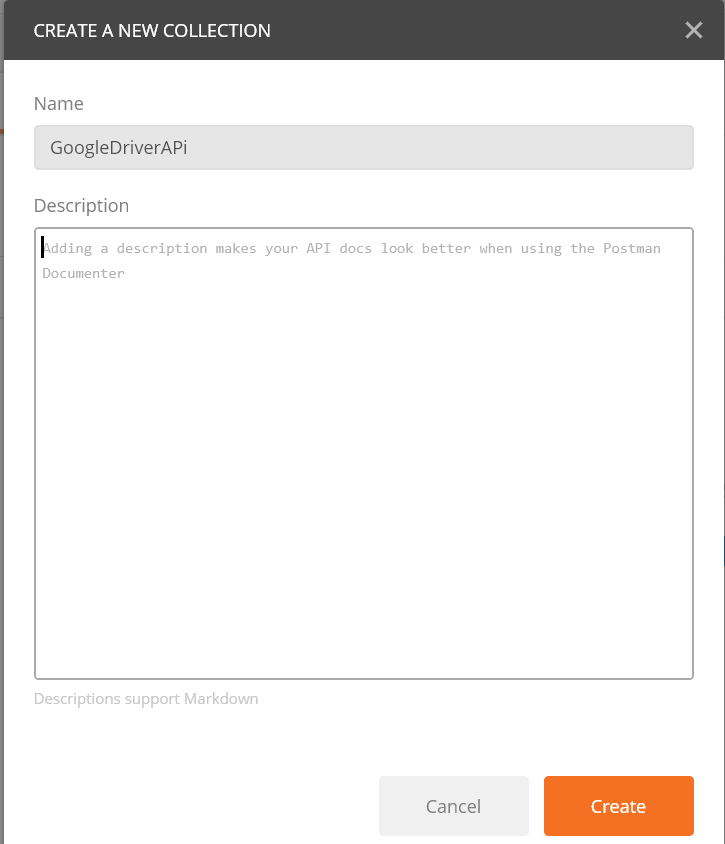 CREATE A NEW COLLECTION
Name
GoogleDriverAPi
Description
Adding a description makes your API docs look better when using the Postman
Documenter
Descriptions support Markdown
Cancel
Create